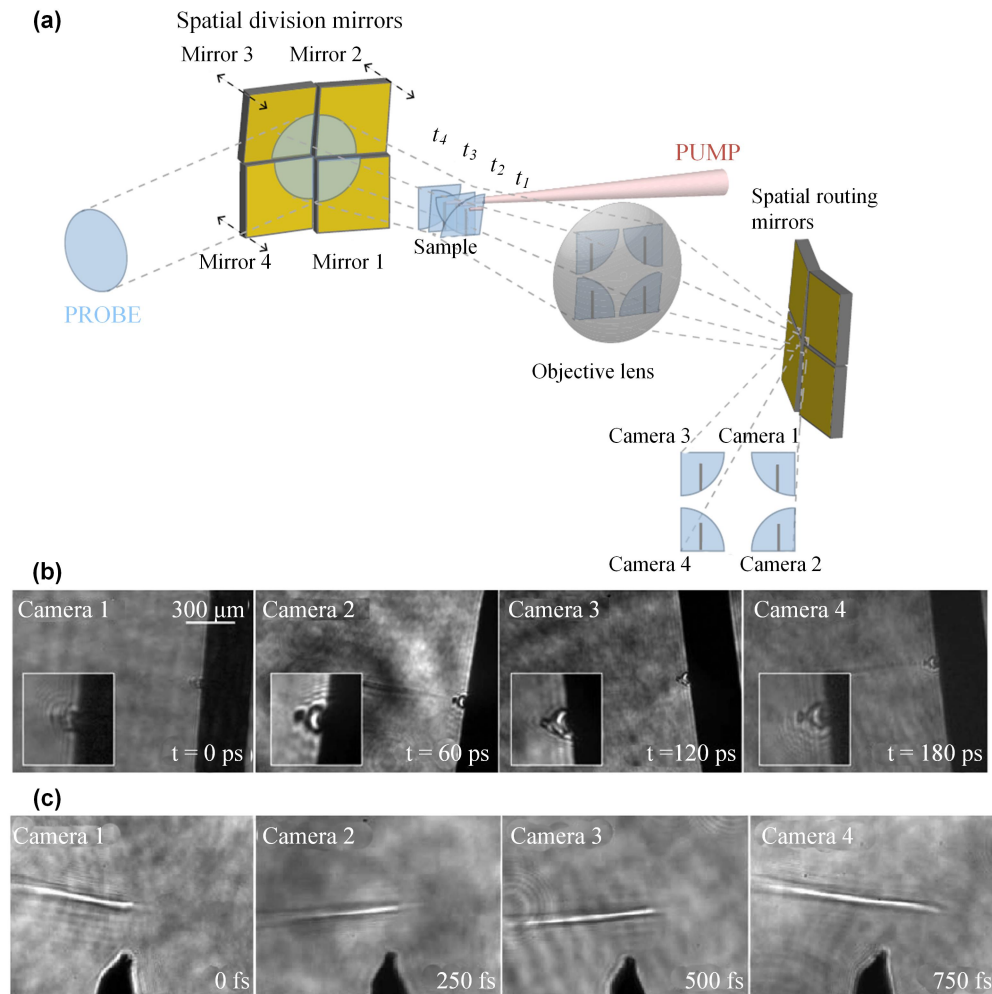 (a)
Spatial division mirrors
Mirror 3
Mirror 2
t4
t3
t2
t1
PUMP
Spatial routing
mirrors
Sample
Mirror 4
Mirror 1
PROBE
Objective lens
Camera 3
Camera 1
Camera 4
Camera 2
(b)
Camera 1
300 μm
t = 0 ps
Camera 2
t = 60 ps
Camera 3
t =120 ps
Camera 4
t = 180 ps
(c)
Camera 1
0 fs
Camera 2
250 fs
Camera 3
500 fs
Camera 4
750 fs